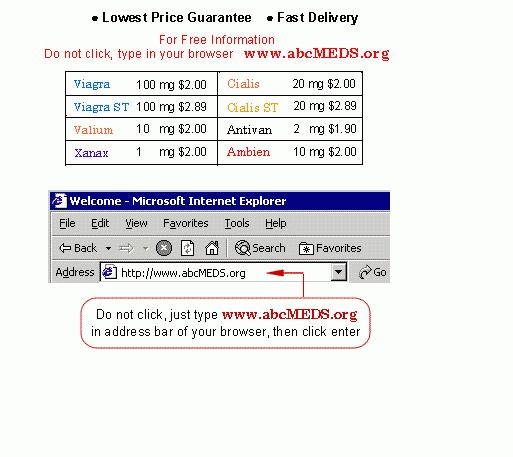 ● Lowest Price Guarantee ● Fast Delivery
For Free Information
Do not click, type in your browser www.abcMEDS.org
Viagra 100 mg $2.00 Cialis 20 mg $2.00
Viagra ST 100 mg $2.89 Cialis ST 20 mg $2.89
Valium 10 mg $2.00 Antivan 2 mg $1.90
Xanax 1 mg $2.00 Ambien 10 mg $2.00
Welcome - Microsoft Internet Explorer
File Edit View Favorites Tools Help
Back Search Favorites
Address http://www.abcMEDS.org Go
Do not click, just type www.abcMEDS.org
in address bar of your browser, then click enter